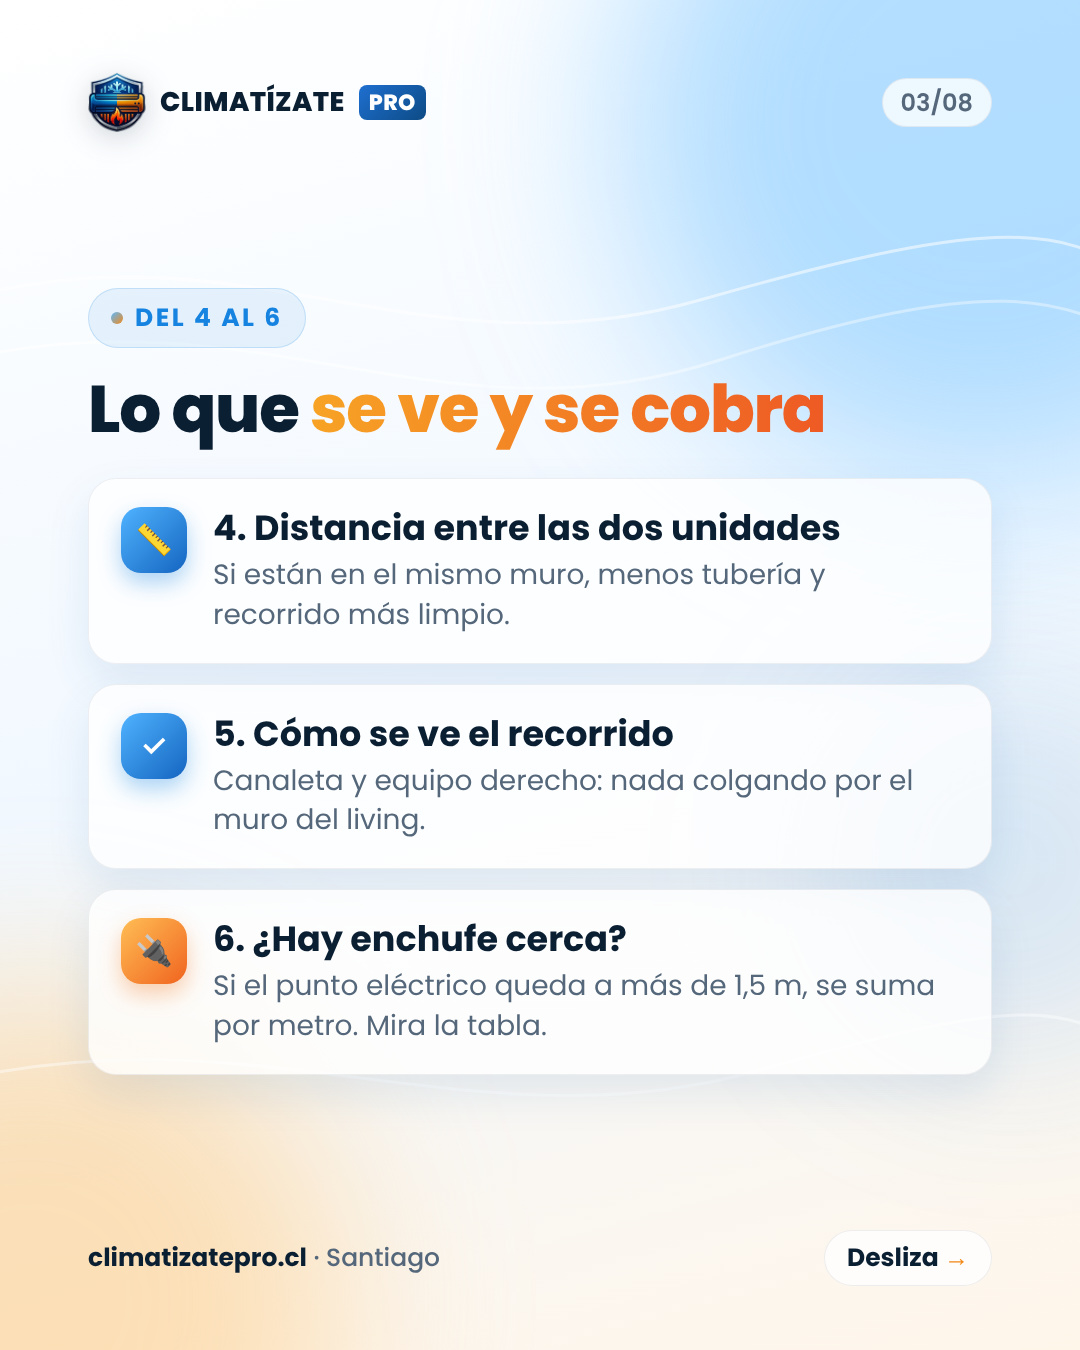 CLIMATÍZATE PRO
03/08
DEL 4 AL 6
Lo que se ve y se cobra
4. Distancia entre las dos unidades
Si están en el mismo muro, menos tubería y
recorrido más limpio.
5. Cómo se ve el recorrido
Canaleta y equipo derecho: nada colgando por el
muro del living.
6. ¿Hay enchufe cerca?
Si el punto eléctrico queda a más de 1,5 m, se suma
por metro. Mira la tabla.
climatizatepro.cl · Santiago
Desliza →